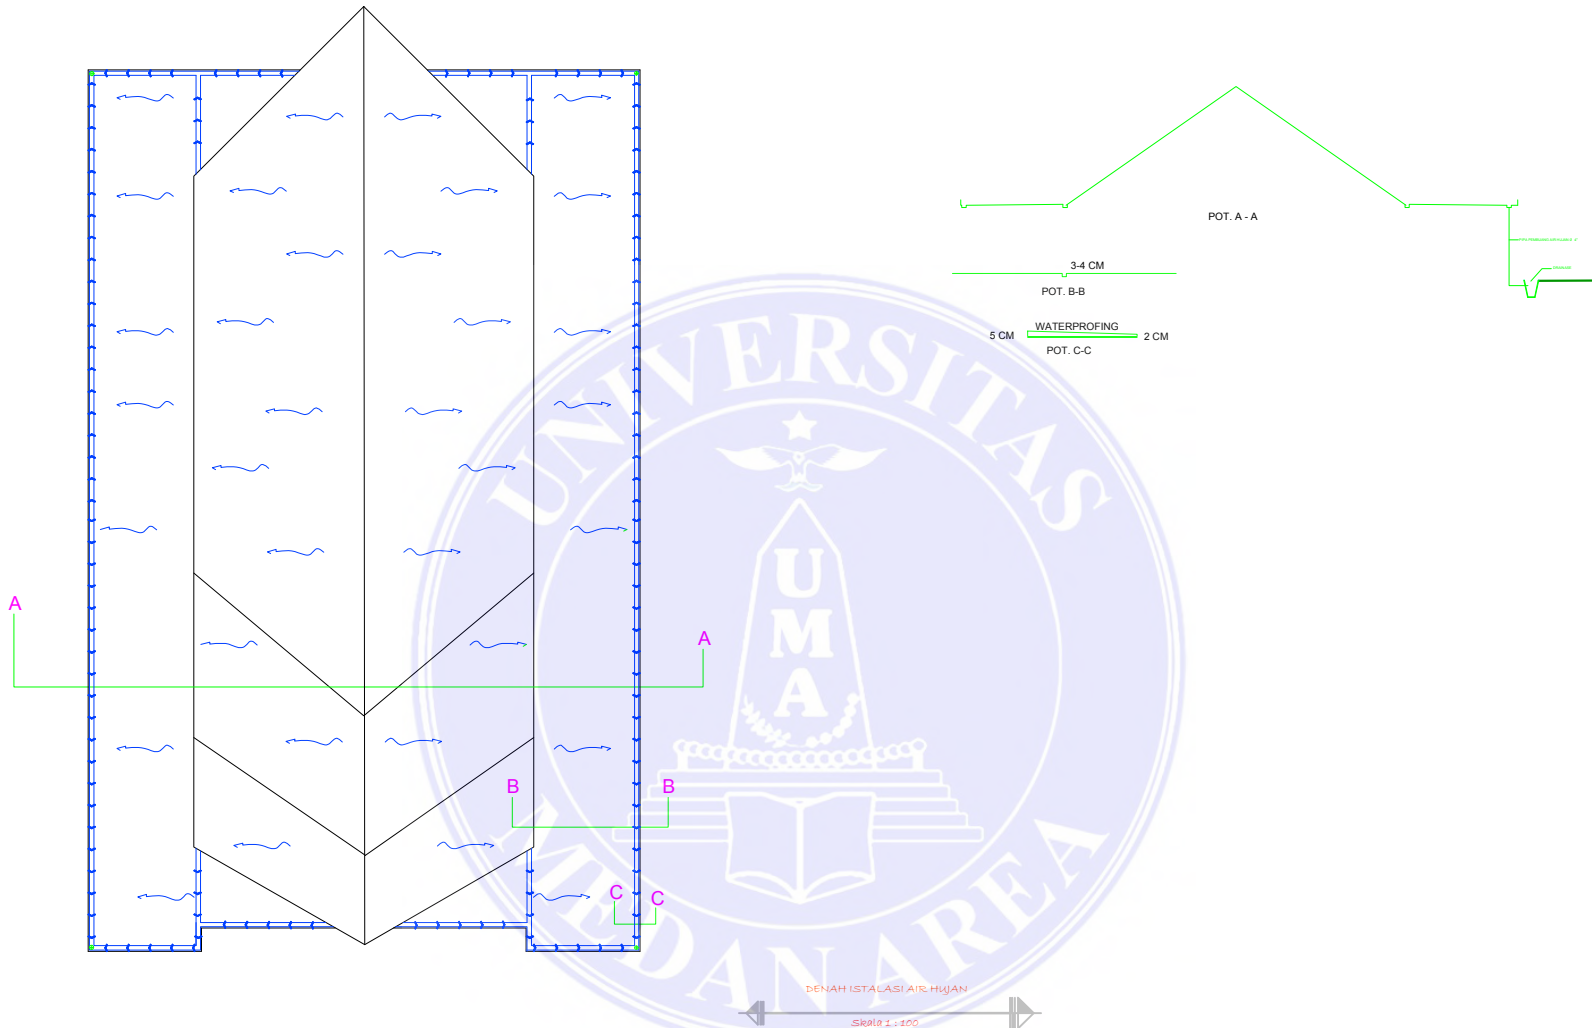 POT. A - A
3-4 CM
POT. B-B
5 CM
WATERPROFING
2 CM
POT. C-C
A
A
B
B
C
C
UNIVERSITAS
UMA
MEDAN AREA
DENAH ISTALASI AIR HUJAN
Skala 1 : 100